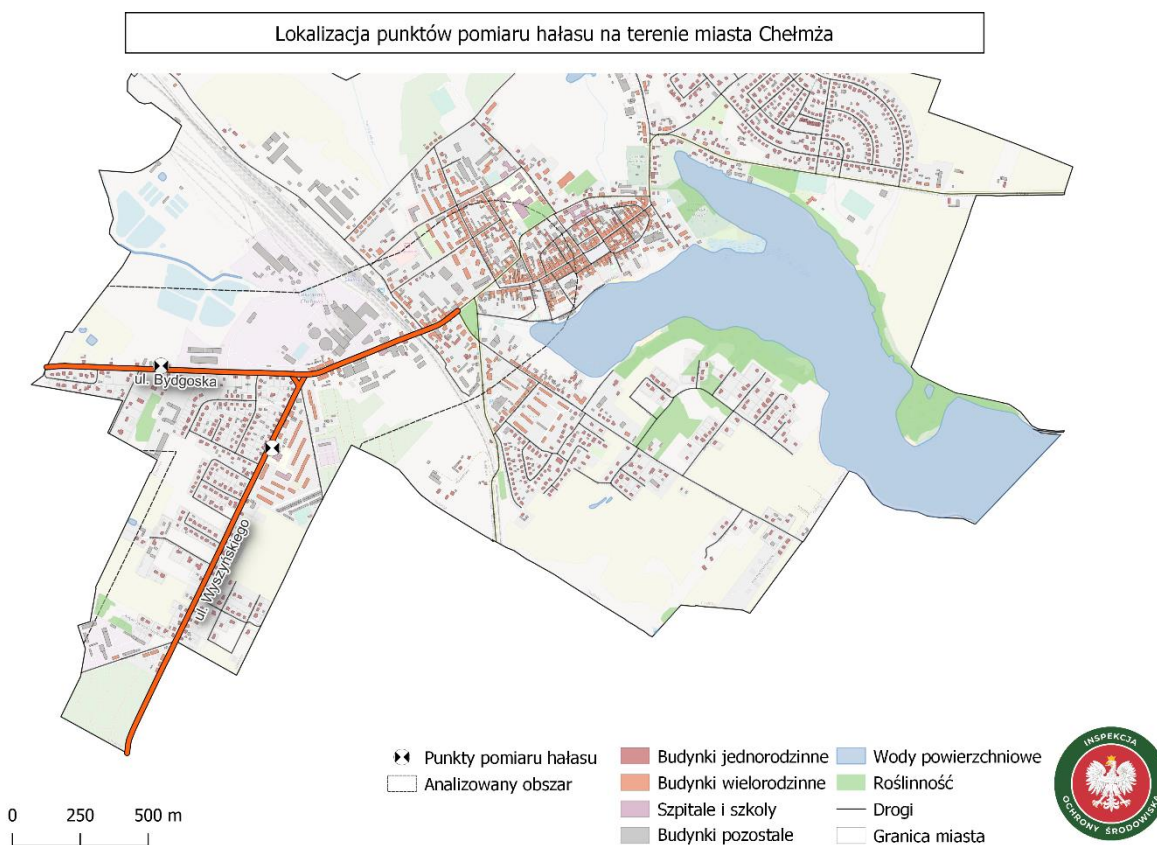 Lokalizacja punktów pomiaru hałasu na terenie miasta Chełmża
ul. Bydgoska
ul. Wyszyńskiego
Punkty pomiaru hałasu
Analizowany obszar
Budynki jednorodzinne
Budynki wielorodzinne
Szpitale i szkoly
Budynki pozostałe
Wody powierzchniowe
Roślinność
Drogi
Granica miasta
0 250 500 m
INSPEKCJA
OCHRONY ŚRODOWISKA